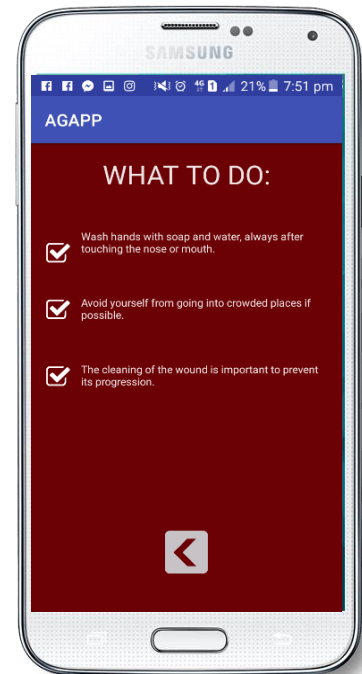 SAMSUNG
4G 1 21% 7:51 pm
AGAPP
WHAT TO DO:
Wash hands with soap and water, always after
touching the nose or mouth.
Avoid yourself from going into crowded places if
possible.
The cleaning of the wound is important to prevent
its progression.